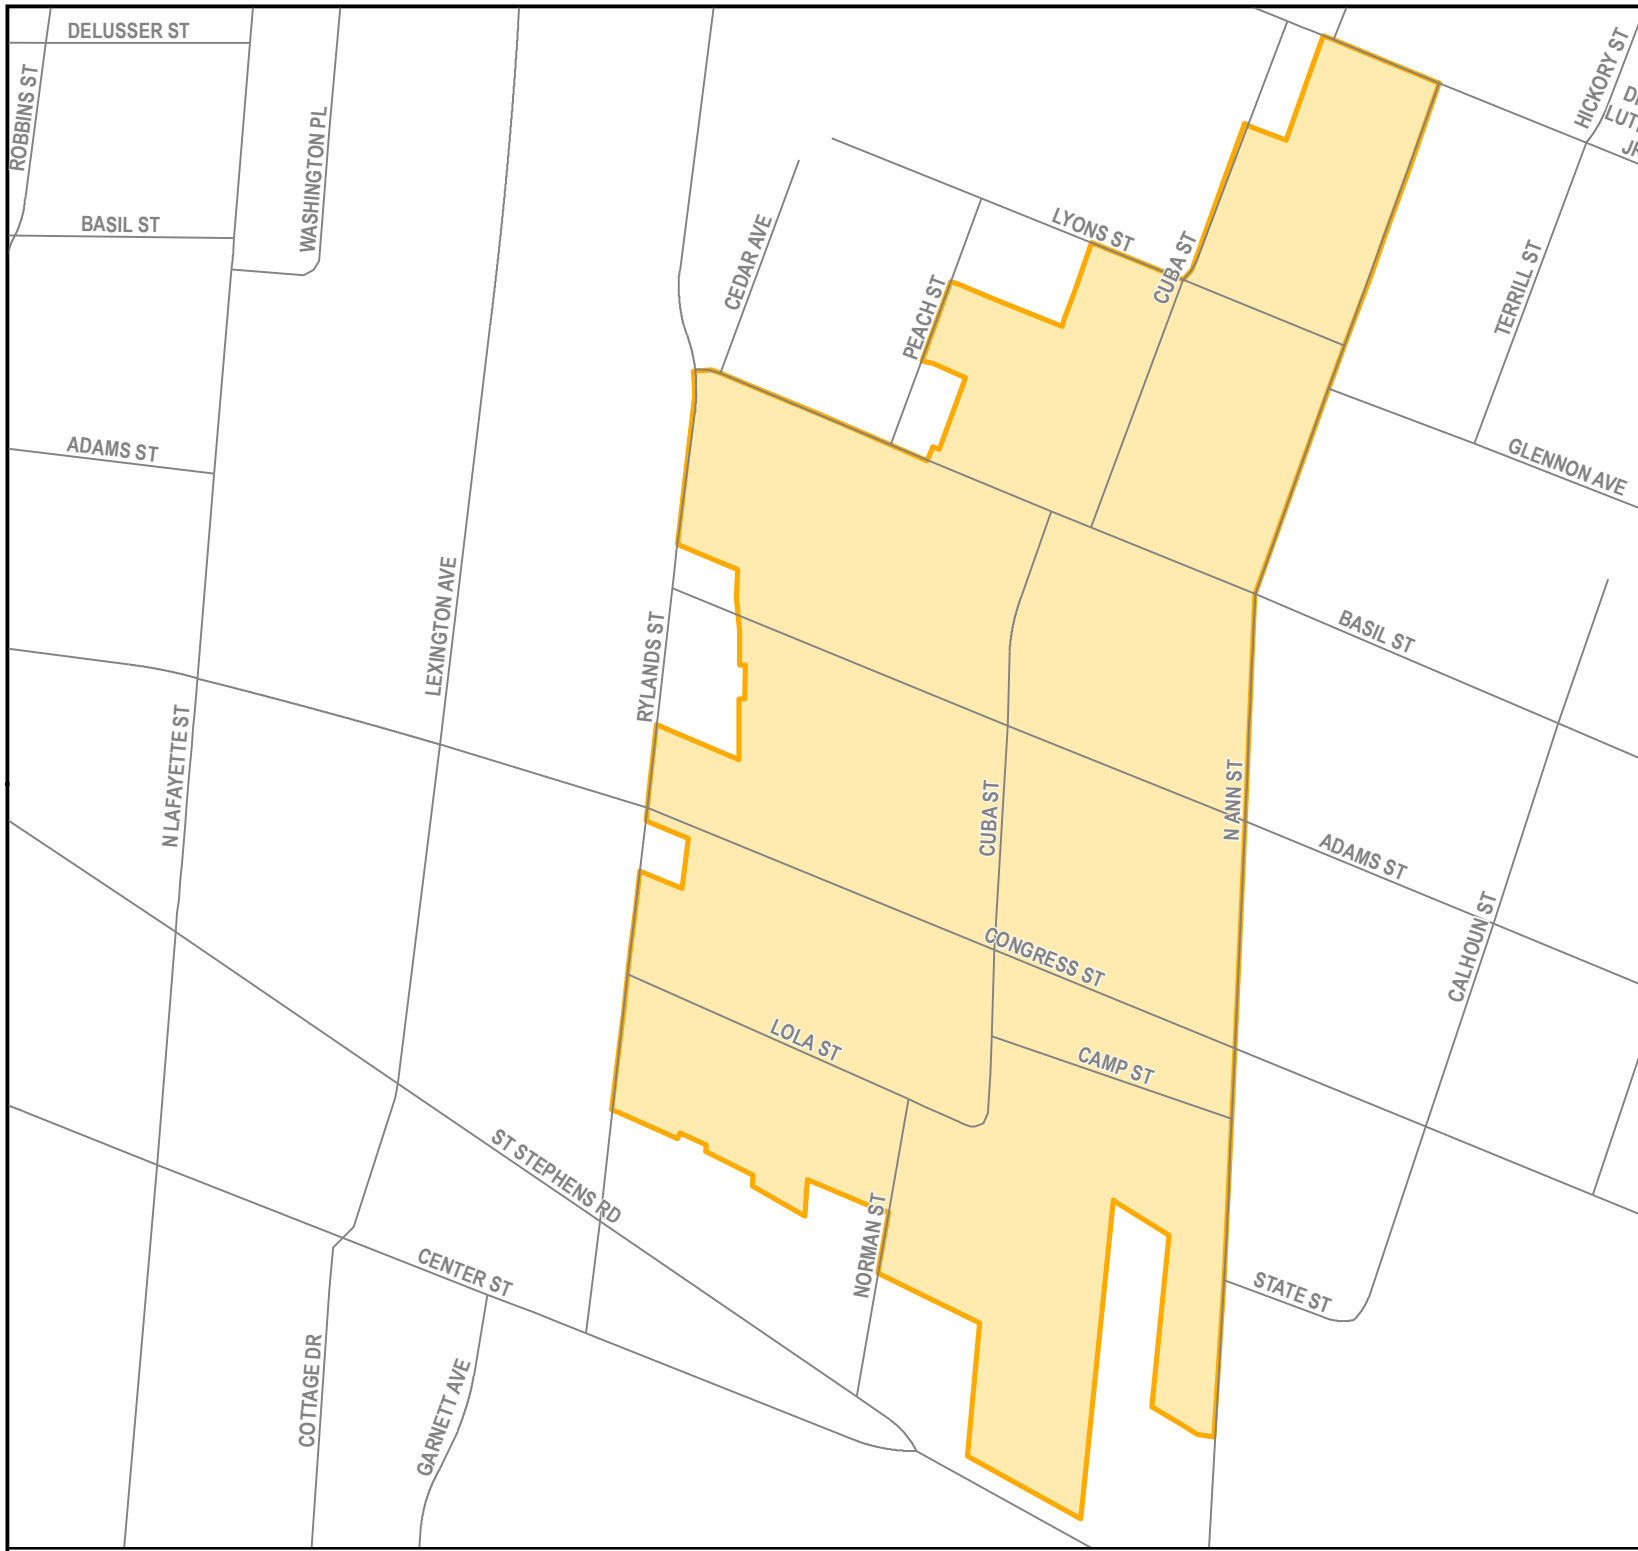 DELUSSER ST
ROBBINS ST
WASHINGTON PL
BASIL ST
HICKORY ST
LYONS ST
CUBA ST
CEDAR AVE
PEACH ST
TERRILL ST
ADAMS ST
GLENNON AVE
LEXINGTON AVE
RYLANDS ST
BASIL ST
N LAFAYETTE ST
CUBA ST
N ANN ST
ADAMS ST
CALHOUN ST
CONGRESS ST
LOLA ST
CAMP ST
ST STEPHENS RD
NORMAN ST
CENTER ST
STATE ST
COTTAGE DR
GARNETT AVE